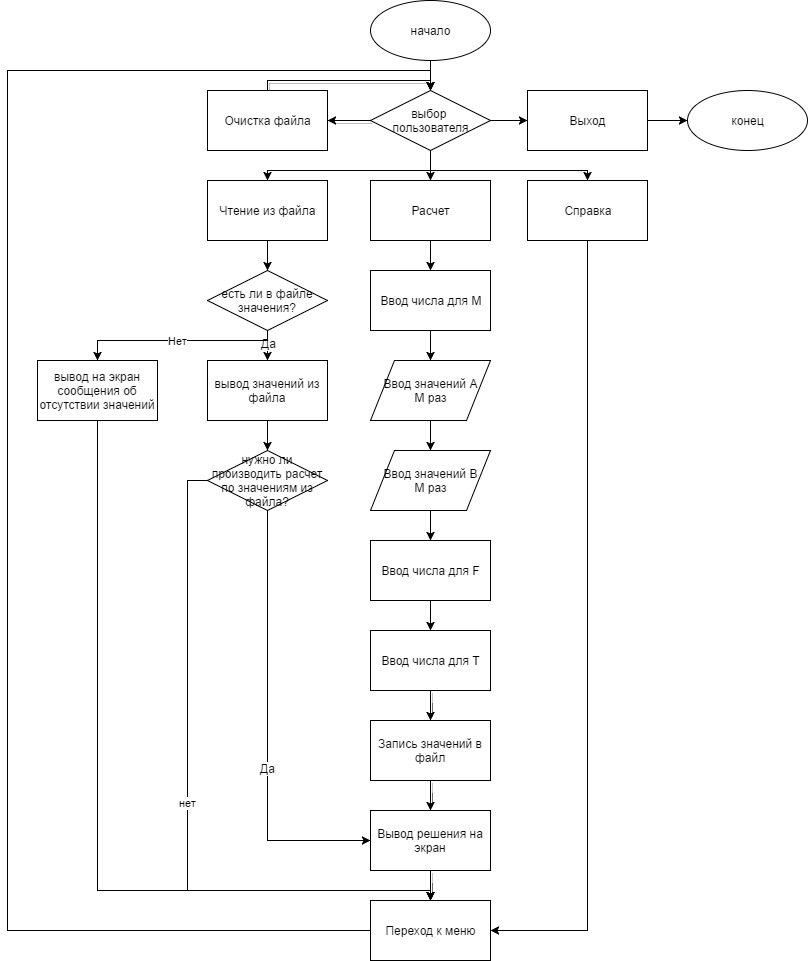 начало
Очистка файла
выбор
пользователя
Выход
конец
Чтение из файла
Расчет
Справка
есть ли в файле
значения?
Ввод числа для М
Нет
Да
вывод на экран
сообщения об
отсутствии значений
вывод значений из
файла
Ввод значений А
М раз
нужно ли
производить расчет
по значениям из
файла?
Ввод значений В
М раз
Ввод числа для F
Ввод числа для Т
Запись значений в
файл
Да
нет
Вывод решения на
экран
Переход к меню